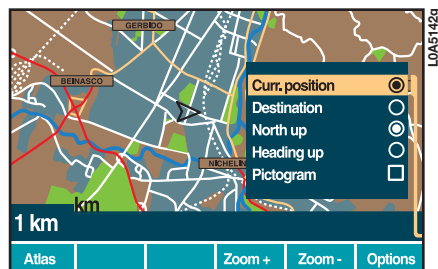 GERBIDO
BEINASCO
NICHELIN
Curr. position
Destination
North up
Heading up
Pictogram
km
1 km
Atlas
Zoom +
Zoom -
Options
L0A5142g